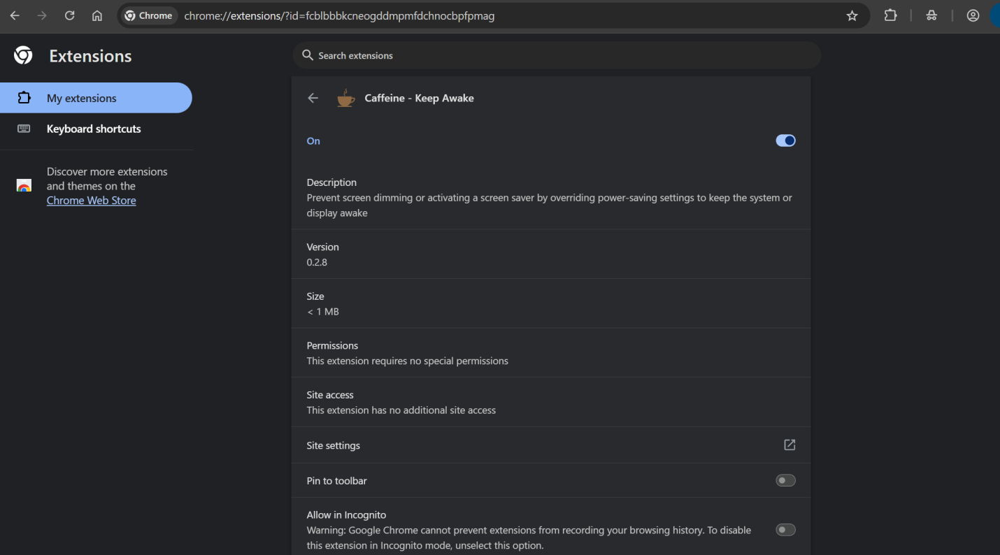 Chrome
chrome://extensions/?id=fcblbbbkcneogddmpmfdchnocbpfpmag
Extensions
Search extensions
My extensions
Keyboard shortcuts
Discover more extensions
and themes on the
Chrome Web Store
Caffeine - Keep Awake
On
Description
Prevent screen dimming or activating a screen saver by overriding power-saving settings to keep the system or
display awake
Version
0.2.8
Size
< 1 MB
Permissions
This extension requires no special permissions
Site access
This extension has no additional site access
Site settings
Pin to toolbar
Allow in Incognito
Warning: Google Chrome cannot prevent extensions from recording your browsing history. To disable
this extension in Incognito mode, unselect this option.